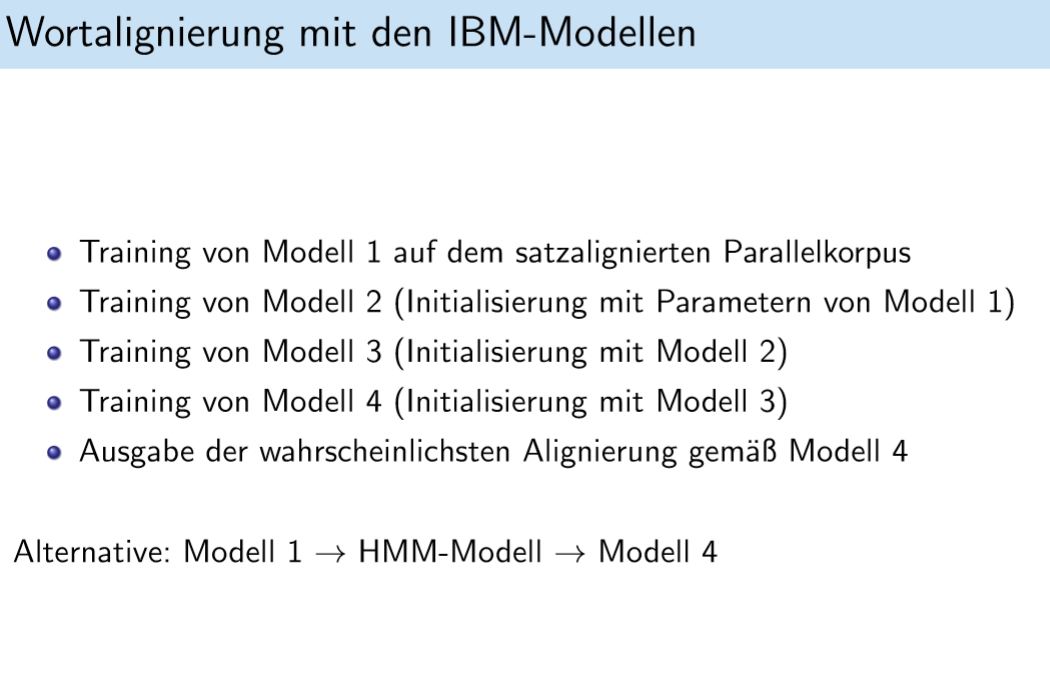 Wortalignierung mit den IBM-Modellen
Training von Modell 1 auf dem satzalignierten Parallelkorpus
Training von Modell 2 (Initialisierung mit Parametern von Modell 1)
Training von Modell 3 (Initialisierung mit Modell 2)
Training von Modell 4 (Initialisierung mit Modell 3)
Ausgabe der wahrscheinlichsten Alignierung gemäß Modell 4
Alternative: Modell 1 → HMM-Modell → Modell 4